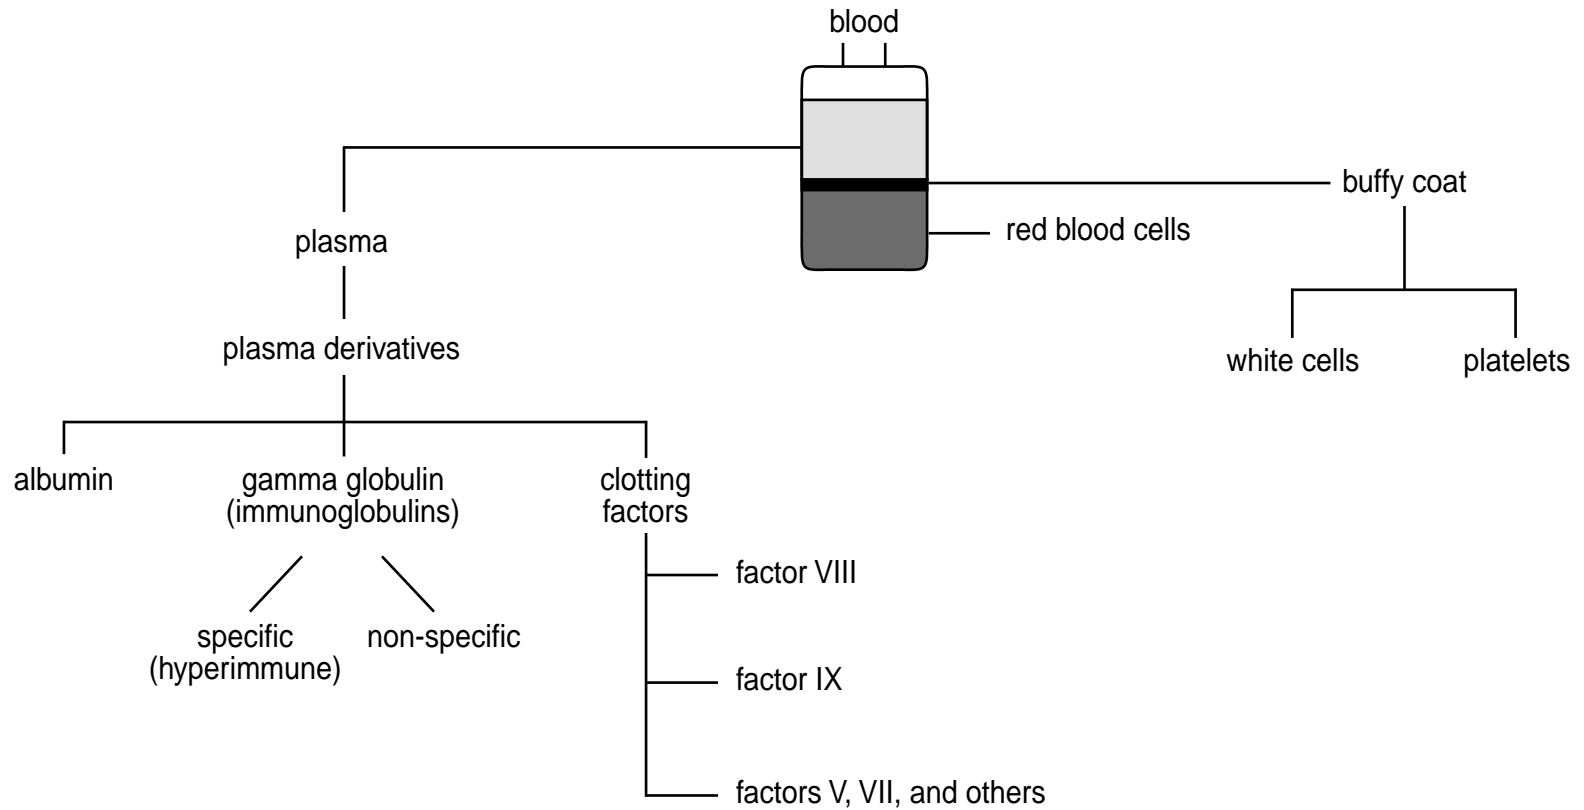 blood
buffy coat
red blood cells
plasma
plasma derivatives
white cells
platelets
albumin
gamma globulin
(immunoglobulins)
clotting
factors
factor VIII
specific
(hyperimmune)
non-specific
factor IX
factors V, VII, and others